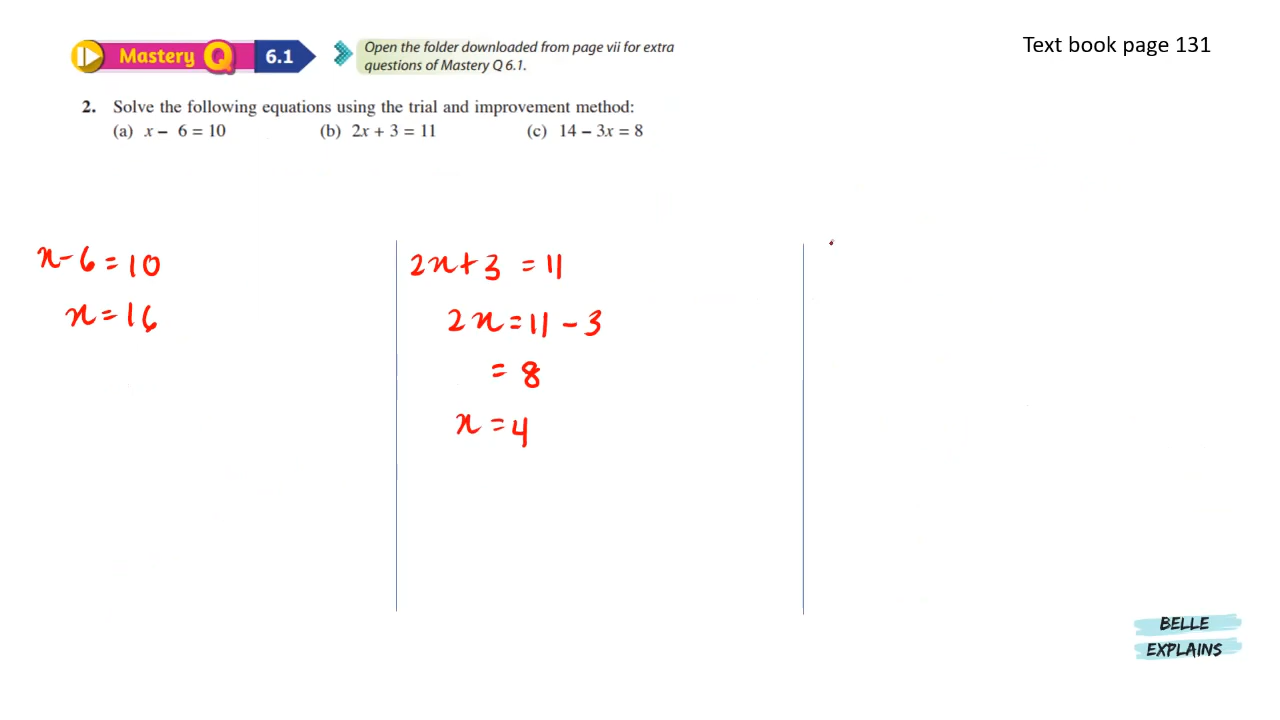 Mastery Q 6.1
Open the folder downloaded from page vii for extra
questions of Mastery Q 6.1.
Text book page 131
2. Solve the following equations using the trial and improvement method:
(a) x – 6 = 10 (b) 2x + 3 = 11 (c) 14 – 3x = 8
x - 6 = 10
x = 16
2x + 3 = 11
2x = 11 - 3
= 8
x = 4
BELLE
EXPLAINS